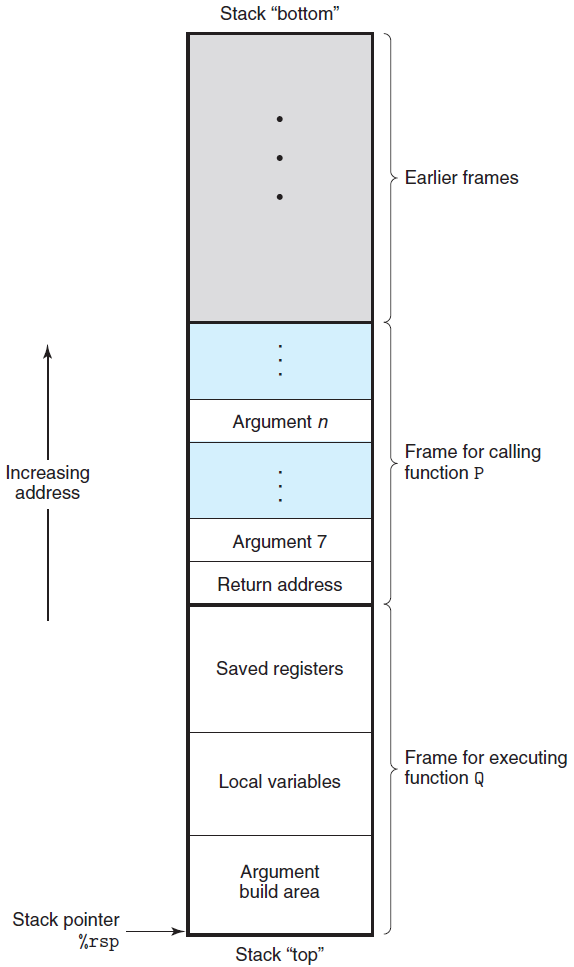 Stack “bottom”
Earlier frames
Argument n
Frame for calling
function P
Increasing
address
Argument 7
Return address
Saved registers
Frame for executing
function Q
Local variables
Argument
build area
Stack pointer
%rsp
Stack “top”